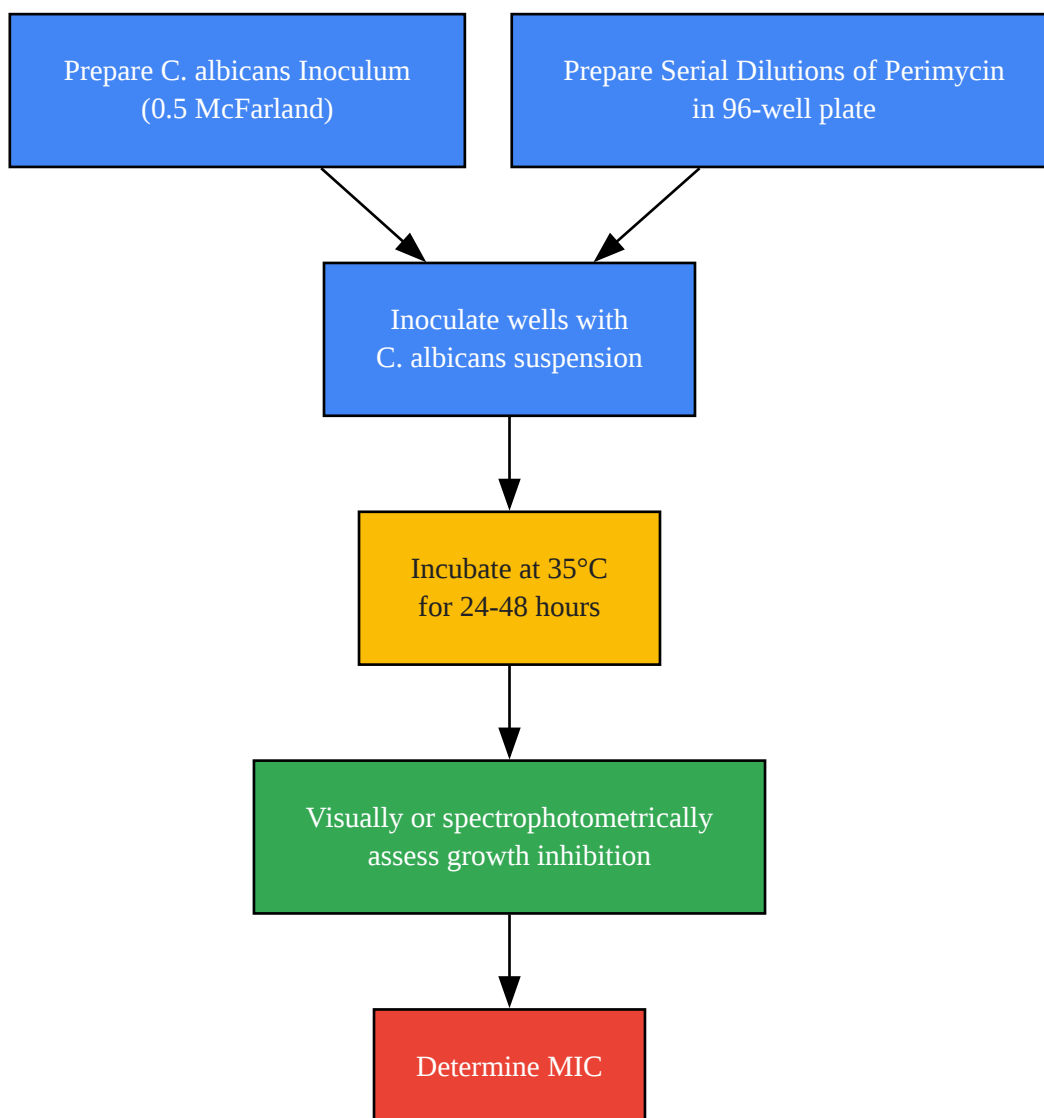 Prepare C. albicans Inoculum
(0.5 McFarland)
Prepare Serial Dilutions of Perimycin
in 96-well plate
Inoculate wells with
C. albicans suspension
Incubate at 35°C
for 24-48 hours
Visually or spectrophotometrically
assess growth inhibition
Determine MIC